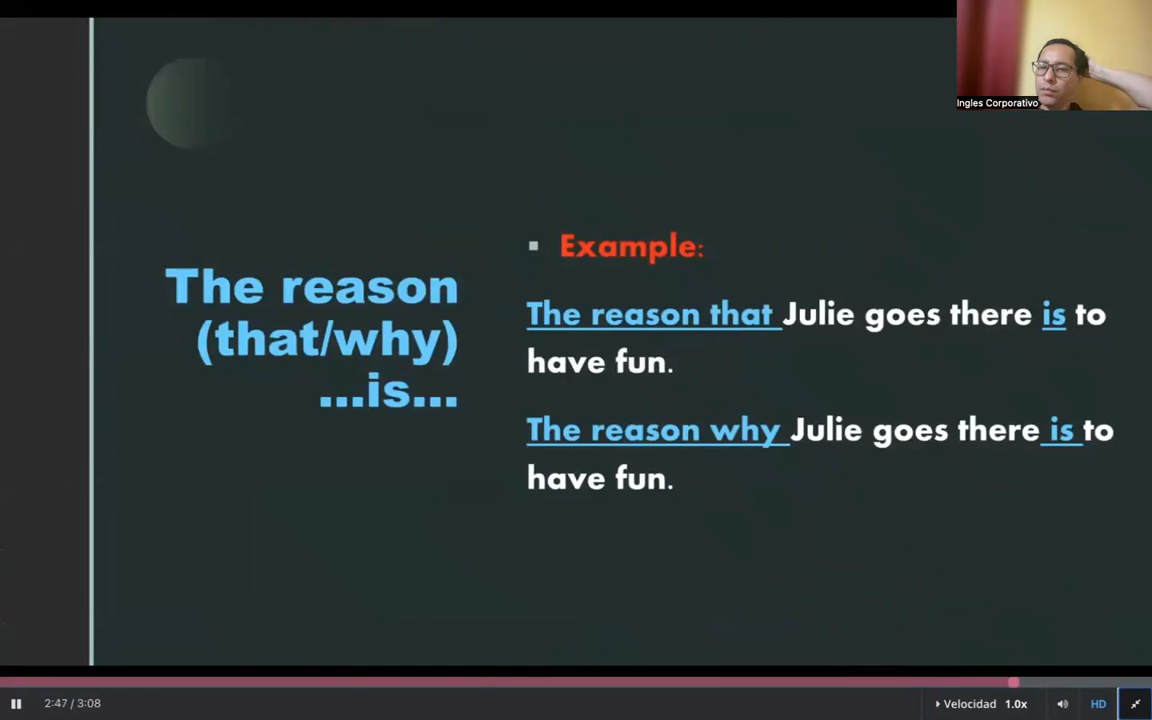 Ingles Corporativo
The reason
(that/why)
...is...
▪ Example:
The reason that Julie goes there is to
have fun.
The reason why Julie goes there is to
have fun.
2:47 / 3:08
Velocidad 1.0x
HD